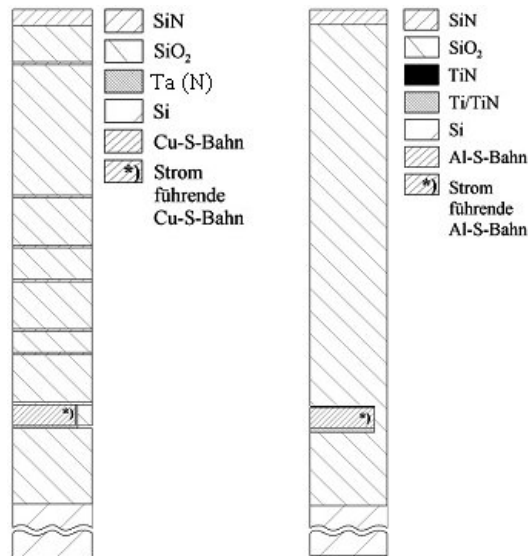 SiN
SiO₂
Ta (N)
Si
Cu-S-Bahn
*) Strom
führende
Cu-S-Bahn
*)
SiN
SiO₂
TiN
Ti/TiN
Si
Al-S-Bahn
*) Strom
führende
Al-S-Bahn
*)